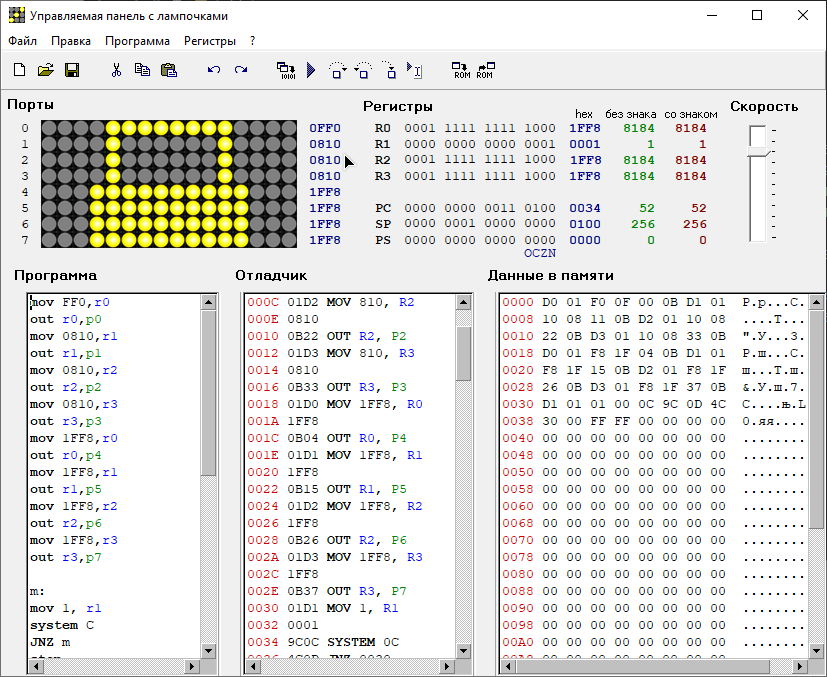 Управляемая панель с лампочками
Файл Правка Программа Регистры ?
ROM ROM
Порты Регистры hex без знака со знаком Скорость
0 0FF0 R0 0001 1111 1111 1000 1FF8 8184 8184
1 0810 R1 0000 0000 0000 0001 0001 1 1
2 0810 R2 0001 1111 1111 1000 1FF8 8184 8184
3 0810 R3 0001 1111 1111 1000 1FF8 8184 8184
4 1FF8
5 1FF8 PC 0000 0000 0011 0100 0034 52 52
6 1FF8 SP 0000 0001 0000 0000 0100 256 256
7 1FF8 PS 0000 0000 0000 0000 0000 0 0
OCZN
Программа
mov FF0,r0
out r0,p0
mov 0810,r1
out r1,p1
mov 0810,r2
out r2,p2
mov 0810,r3
out r3,p3
mov 1FF8,r0
out r0,p4
mov 1FF8,r1
out r1,p5
mov 1FF8,r2
out r2,p6
mov 1FF8,r3
out r3,p7
m:
mov 1, r1
system C
JNZ m
stop
Отладчик
000C 01D2 MOV 810, R2
000E 0810
0010 0B22 OUT R2, P2
0012 01D3 MOV 810, R3
0014 0810
0016 0B33 OUT R3, P3
0018 01D0 MOV 1FF8, R0
001A 1FF8
001C 0B04 OUT R0, P4
001E 01D1 MOV 1FF8, R1
0020 1FF8
0022 0B15 OUT R1, P5
0024 01D2 MOV 1FF8, R2
0026 1FF8
0028 0B26 OUT R2, P6
002A 01D3 MOV 1FF8, R3
002C 1FF8
002E 0B37 OUT R3, P7
0030 01D1 MOV 1, R1
0032 0001
0034 9C0C SYSTEM 0C
0036 4C0D JNZ 0030
Данные в памяти
0000 D0 01 F0 0F 00 0B D1 01 Р.р...С.
0008 10 08 11 0B D2 01 10 08 ....Т...
0010 22 0B D3 01 10 08 33 0B ".У...3.
0018 D0 01 F8 1F 04 0B D1 01 Р.ш...С.
0020 F8 1F 15 0B D2 01 F8 1F ш...Т.ш.
0028 26 0B D3 01 F8 1F 37 0B &.У.ш.7.
0030 D1 01 01 00 0C 9C 0D 4C С....њ.L
0038 30 00 FF FF 00 00 00 00 0.яя....
0040 00 00 00 00 00 00 00 00 ........
0048 00 00 00 00 00 00 00 00 ........
0050 00 00 00 00 00 00 00 00 ........
0058 00 00 00 00 00 00 00 00 ........
0060 00 00 00 00 00 00 00 00 ........
0068 00 00 00 00 00 00 00 00 ........
0070 00 00 00 00 00 00 00 00 ........
0078 00 00 00 00 00 00 00 00 ........
0080 00 00 00 00 00 00 00 00 ........
0088 00 00 00 00 00 00 00 00 ........
0090 00 00 00 00 00 00 00 00 ........
0098 00 00 00 00 00 00 00 00 ........
00A0 00 00 00 00 00 00 00 00 ........